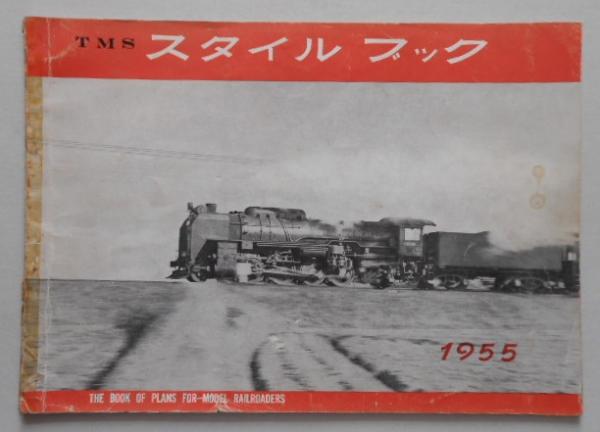 TMS スタイル ブック
1955
THE BOOK OF PLANS FOR-MODEL RAILROADERS